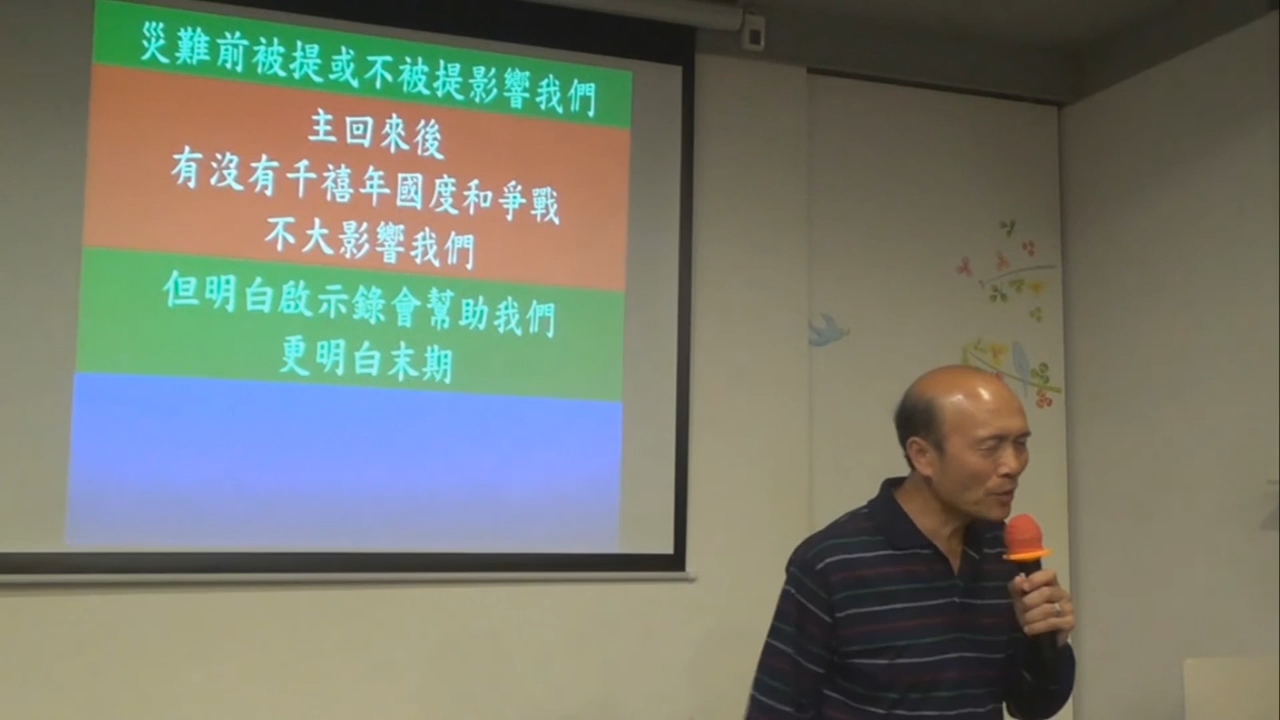 災難前被提或不被提影響我們
主回來後
有沒有千禧年國度和爭戰
不大影響我們
但明白啟示錄會幫助我們
更明白末期